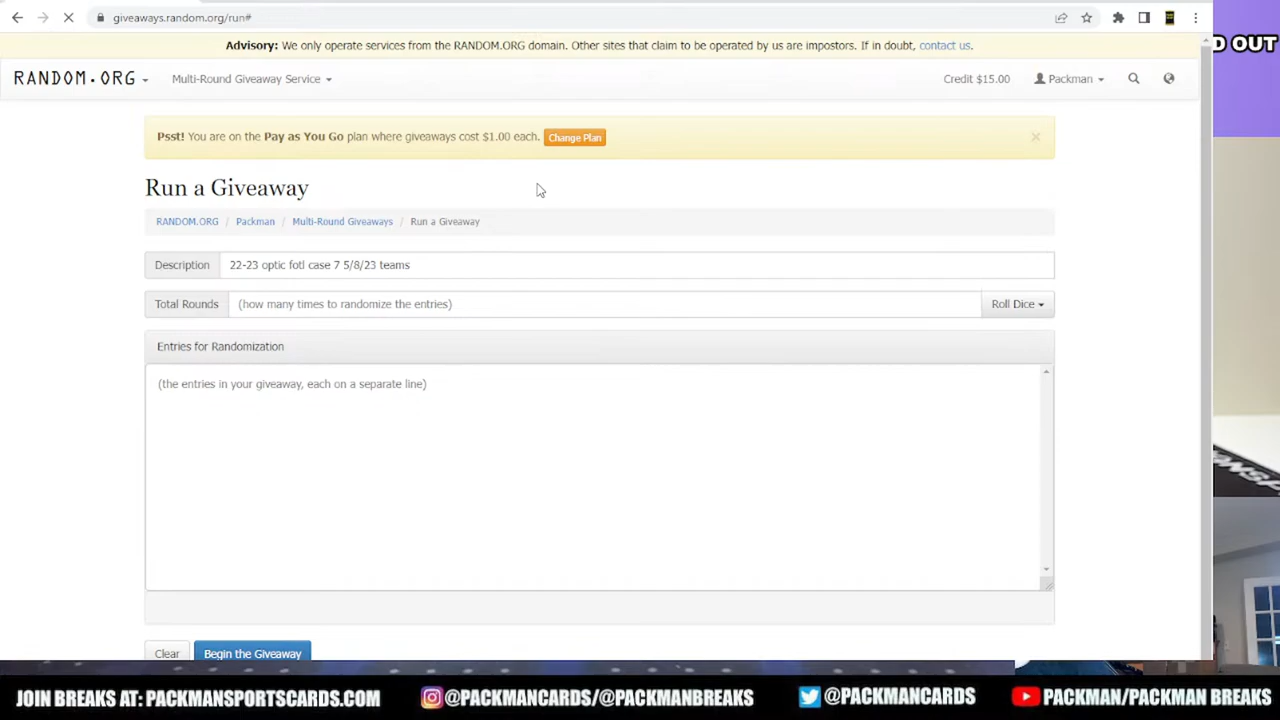 giveaways.random.org/run#
Advisory: We only operate services from the RANDOM.ORG domain. Other sites that claim to be operated by us are impostors. If in doubt, contact us.
RANDOM.ORG Multi-Round Giveaway Service Credit $15.00 Packman
Psst! You are on the Pay as You Go plan where giveaways cost $1.00 each. Change Plan ×
Run a Giveaway
RANDOM.ORG / Packman / Multi-Round Giveaways / Run a Giveaway
Description 22-23 optic fotl case 7 5/8/23 teams
Total Rounds (how many times to randomize the entries) Roll Dice
Entries for Randomization
(the entries in your giveaway, each on a separate line)
Clear Begin the Giveaway
D OUT
JOIN BREAKS AT: PACKMANSPORTSCARDS.COM @PACKMANCARDS/@PACKMANBREAKS @PACKMANCARDS PACKMAN/PACKMAN BREAKS